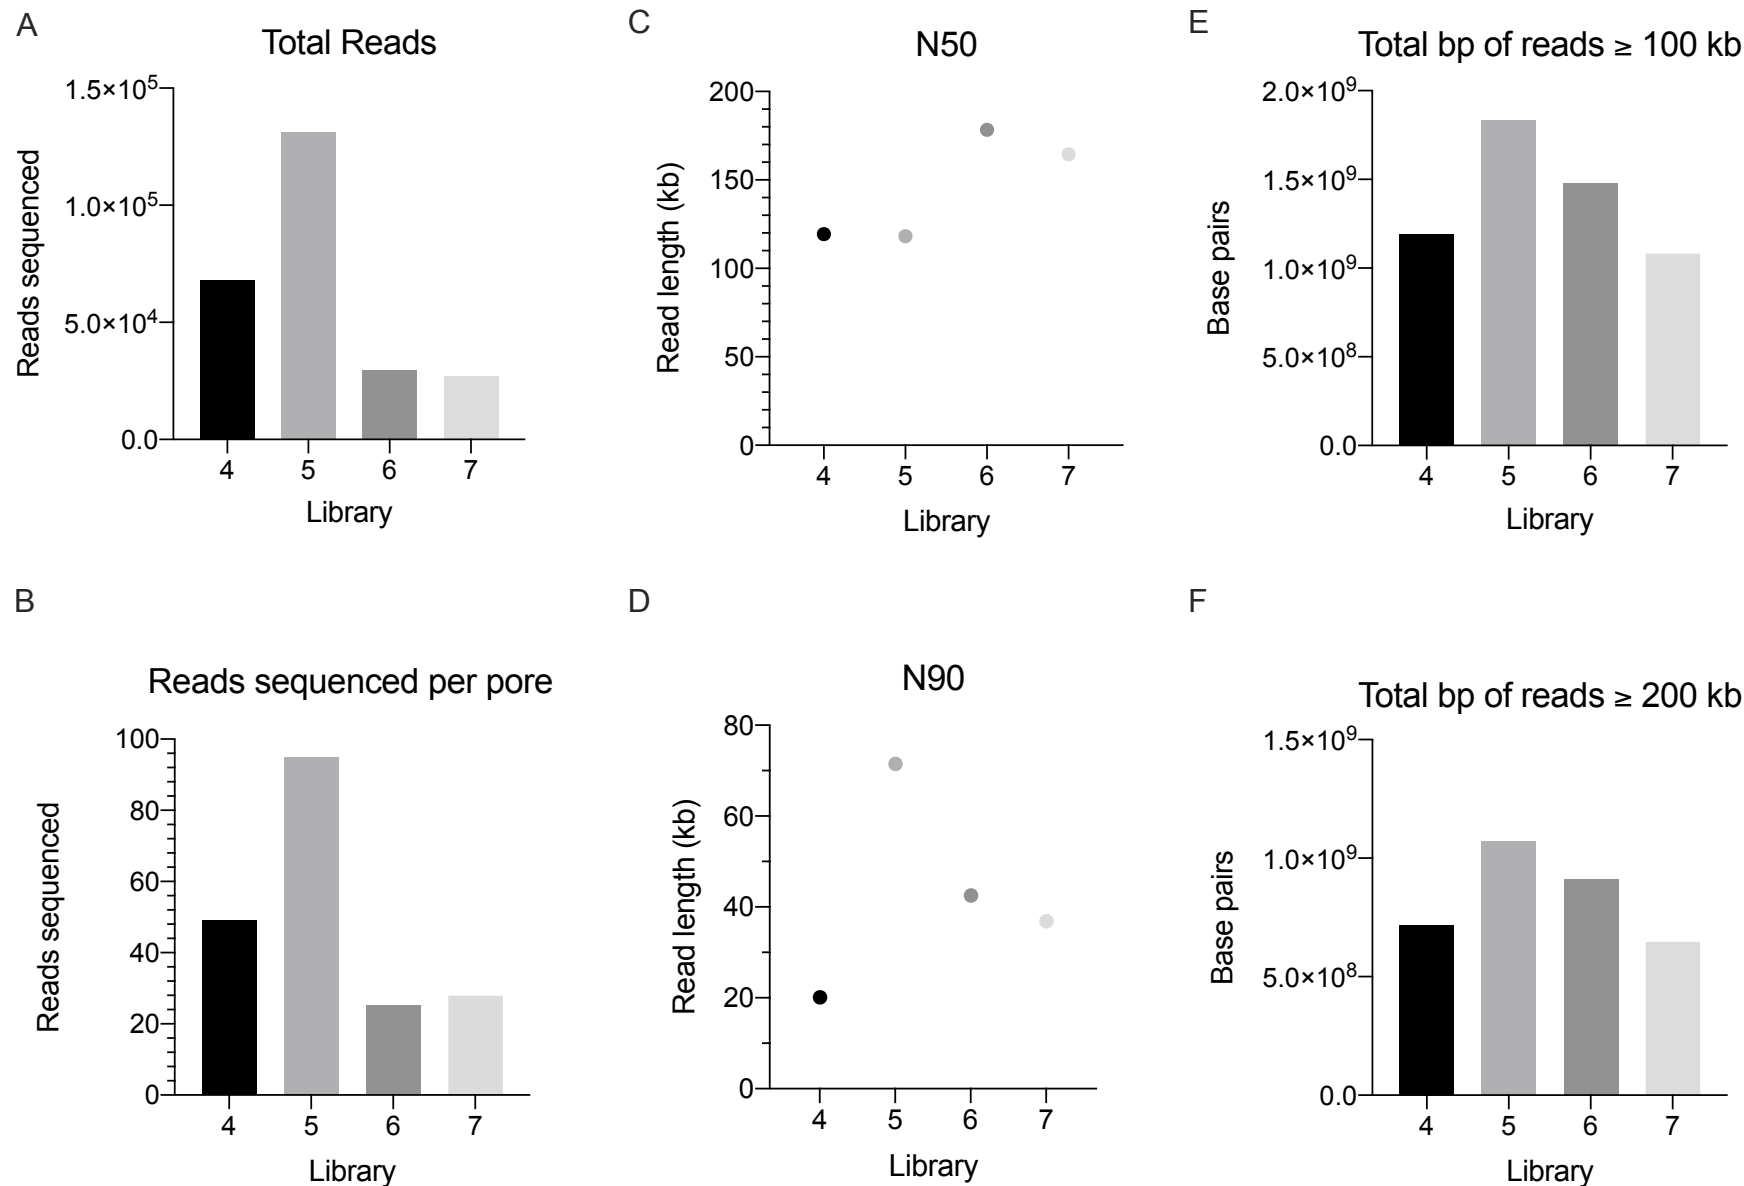 A
Total Reads
1.5×10⁵
1.0×10⁵
5.0×10⁴
0.0
Reads sequenced
4 5 6 7
Library
B
Reads sequenced per pore
100
80
60
40
20
0
Reads sequenced
4 5 6 7
Library
C
N50
200
150
100
50
0
Read length (kb)
4 5 6 7
Library
D
N90
80
60
40
20
0
Read length (kb)
4 5 6 7
Library
E
Total bp of reads ≥ 100 kb
2.0×10⁹
1.5×10⁹
1.0×10⁹
5.0×10⁸
0.0
Base pairs
4 5 6 7
Library
F
Total bp of reads ≥ 200 kb
1.5×10⁹
1.0×10⁹
5.0×10⁸
0.0
Base pairs
4 5 6 7
Library